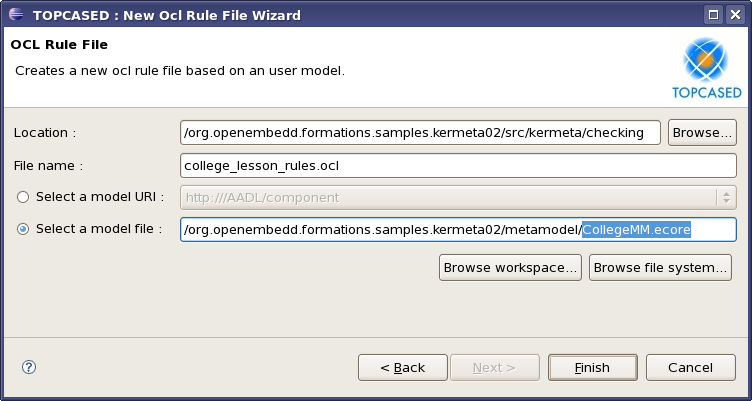 TOPCASED : New Ocl Rule File Wizard
OCL Rule File
Creates a new ocl rule file based on an user model.
TOPCASED
Location : /org.openembedd.formations.samples.kermeta02/src/kermeta/checking Browse...
File name : college_lesson_rules.ocl
Select a model URI : http:///AADL/component
Select a model file : /org.openembedd.formations.samples.kermeta02/metamodel/CollegeMM.ecore
Browse workspace... Browse file system...
? < Back Next > Finish Cancel